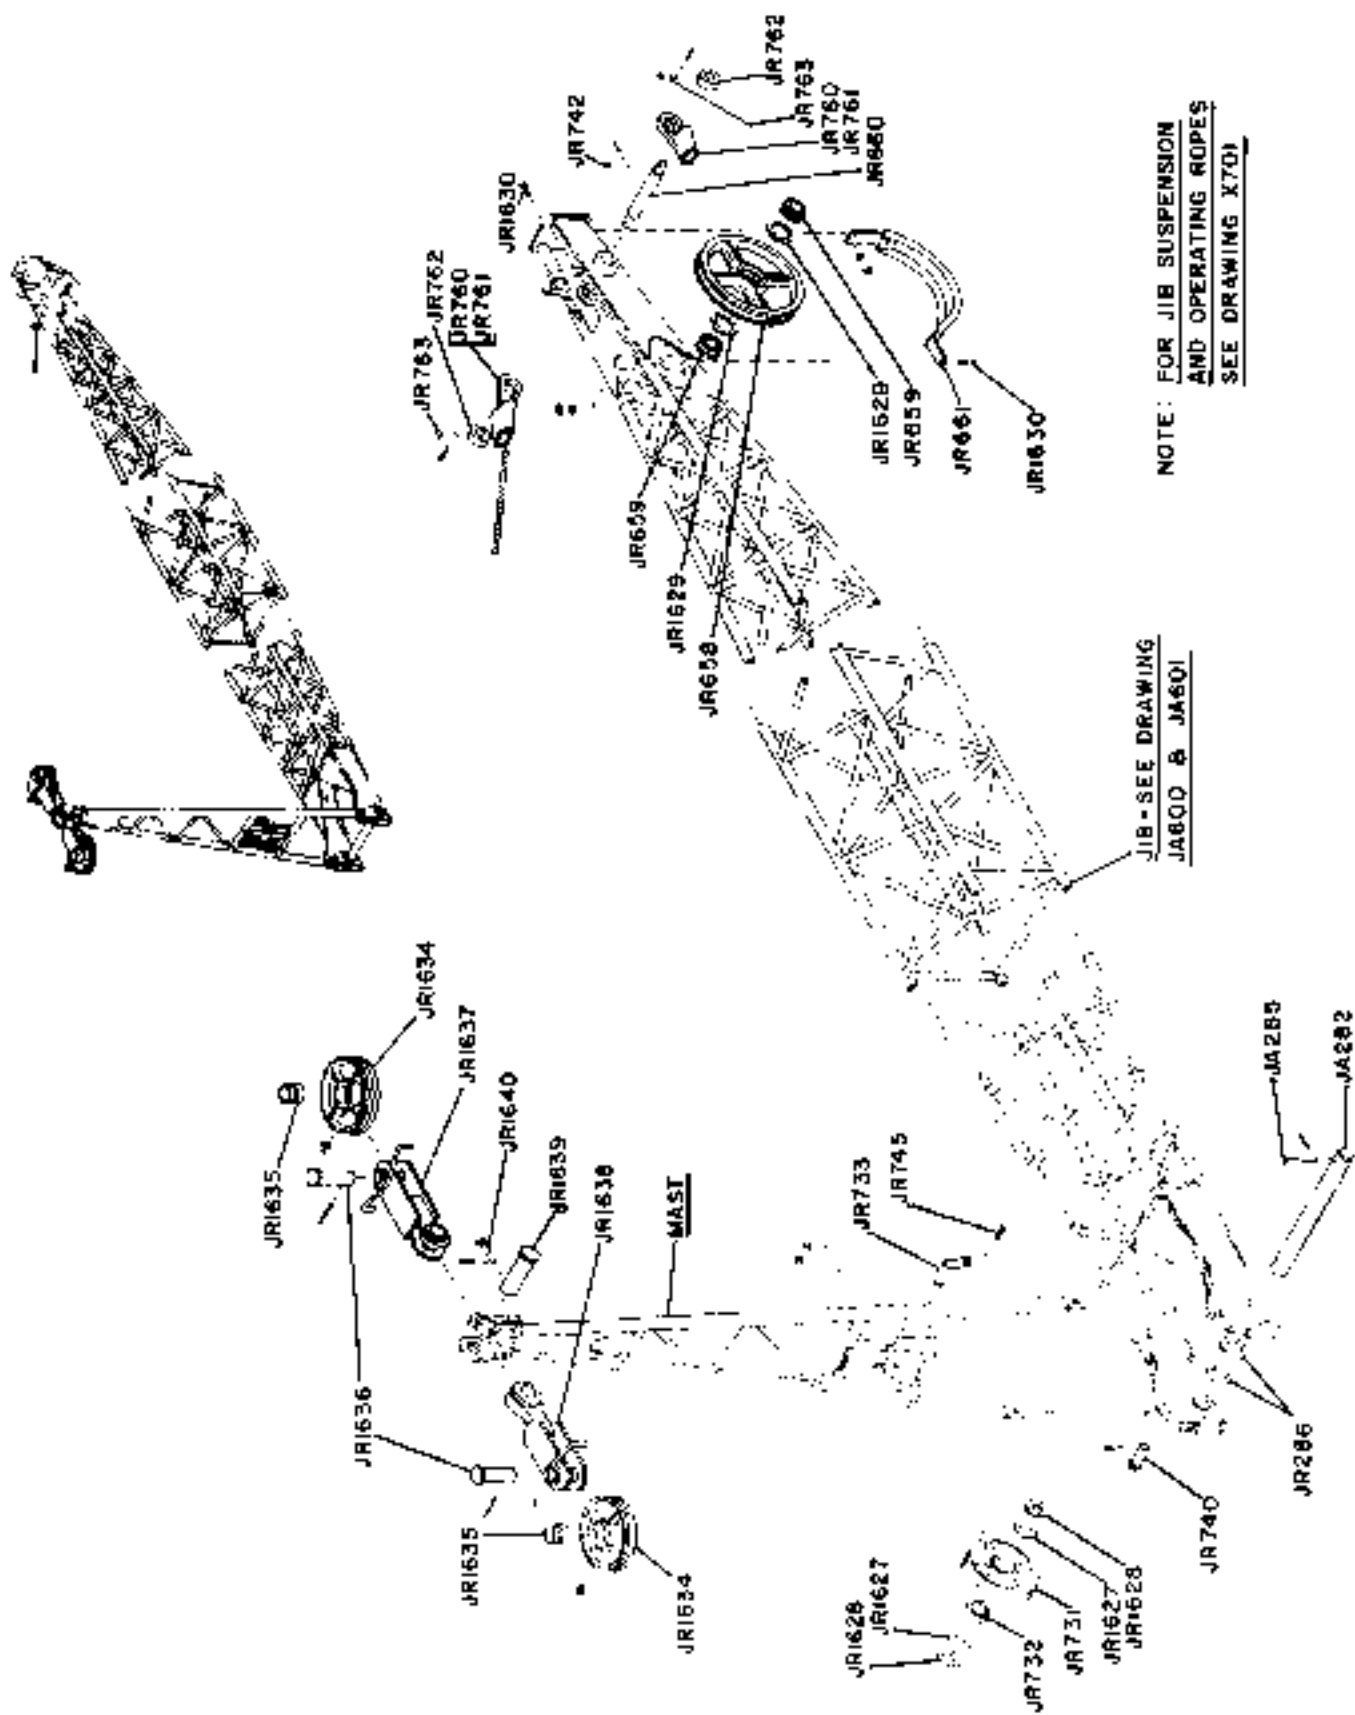 JR1635
JR1634
JR1637
JR1640
JR1639
JR1638
JR1636
JR1635
JR1634
MAST
JR733
JR745
JR1628
JR1627
JR732
JR731
JR1627
JR1628
JR740
JR286
JA285
JA282
JIB-SEE DRAWING
JA600 & JA601
JR763
JR762
JR760
JR761
JR1630
JR742
JR762
JR763
JR760
JR761
JR660
JR659
JR1629
JR658
JR1629
JR659
JR661
JR1630
NOTE: FOR JIB SUSPENSION
AND OPERATING ROPES
SEE DRAWING X701